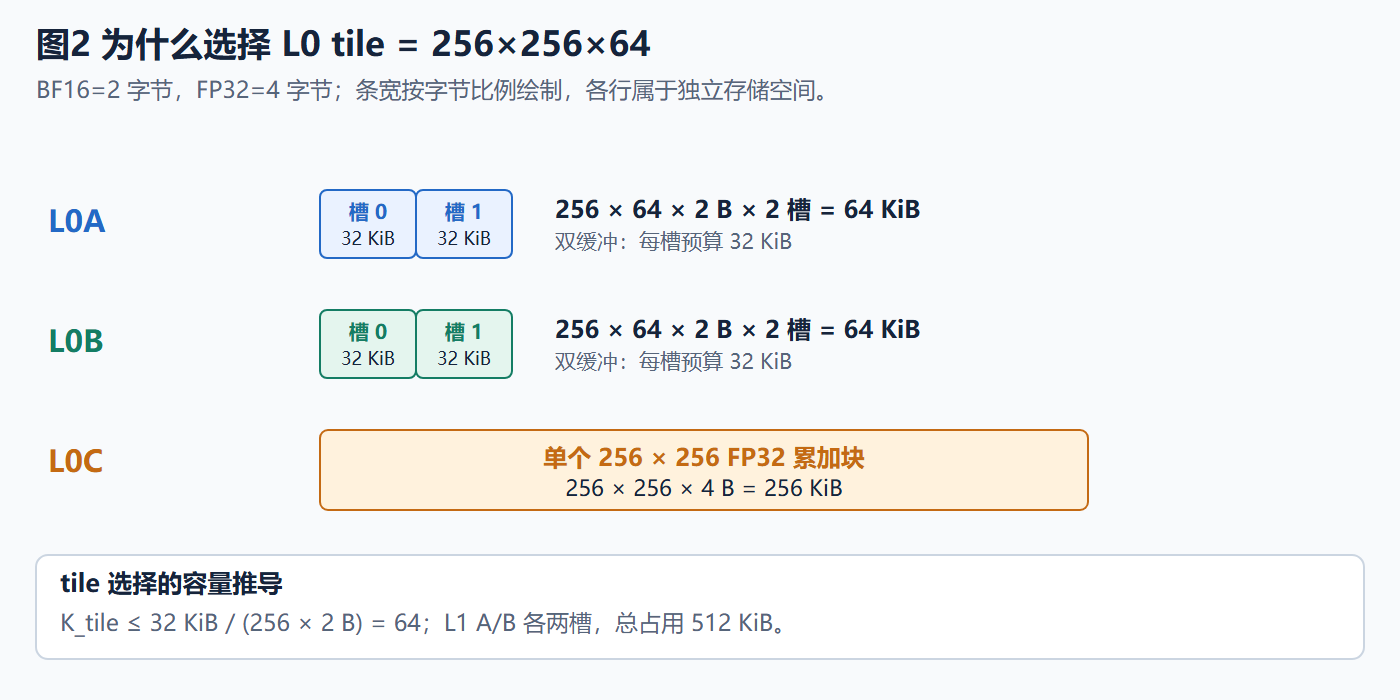 图2 为什么选择 L0 tile = 256×256×64
BF16=2 字节，FP32=4 字节；条宽按字节比例绘制，各行属于独立存储空间。
L0A
槽 0
32 KiB
槽 1
32 KiB
256 × 64 × 2 B × 2 槽 = 64 KiB
双缓冲：每槽预算 32 KiB
L0B
槽 0
32 KiB
槽 1
32 KiB
256 × 64 × 2 B × 2 槽 = 64 KiB
双缓冲：每槽预算 32 KiB
L0C
单个 256 × 256 FP32 累加块
256 × 256 × 4 B = 256 KiB
tile 选择的容量推导
K_tile ≤ 32 KiB / (256 × 2 B) = 64；L1 A/B 各两槽，总占用 512 KiB。